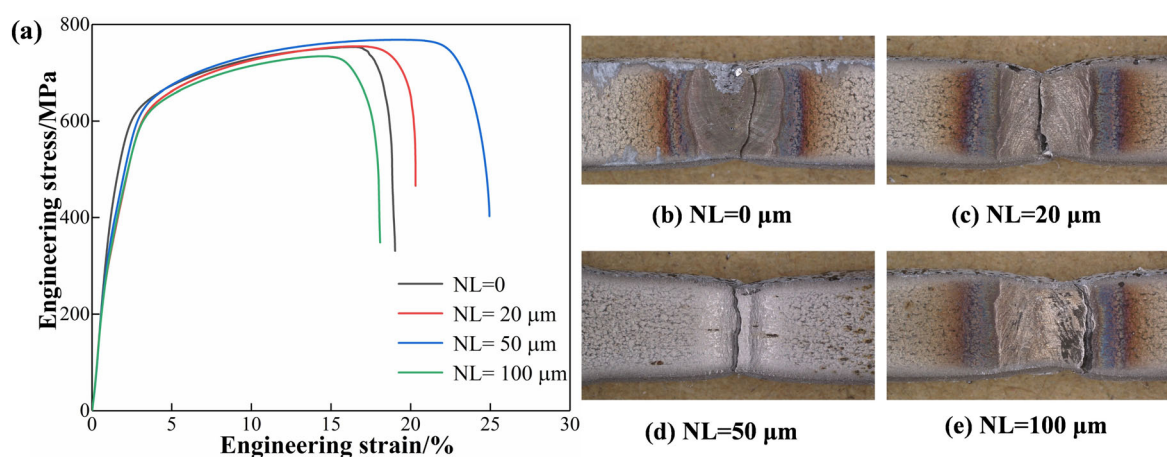 (a)
800
600
400
200
0
0
5
10
15
20
25
30
Engineering stress/MPa
Engineering strain/%
NL=0
NL= 20 μm
NL= 50 μm
NL= 100 μm
(b) NL=0 μm
(c) NL=20 μm
(d) NL=50 μm
(e) NL=100 μm